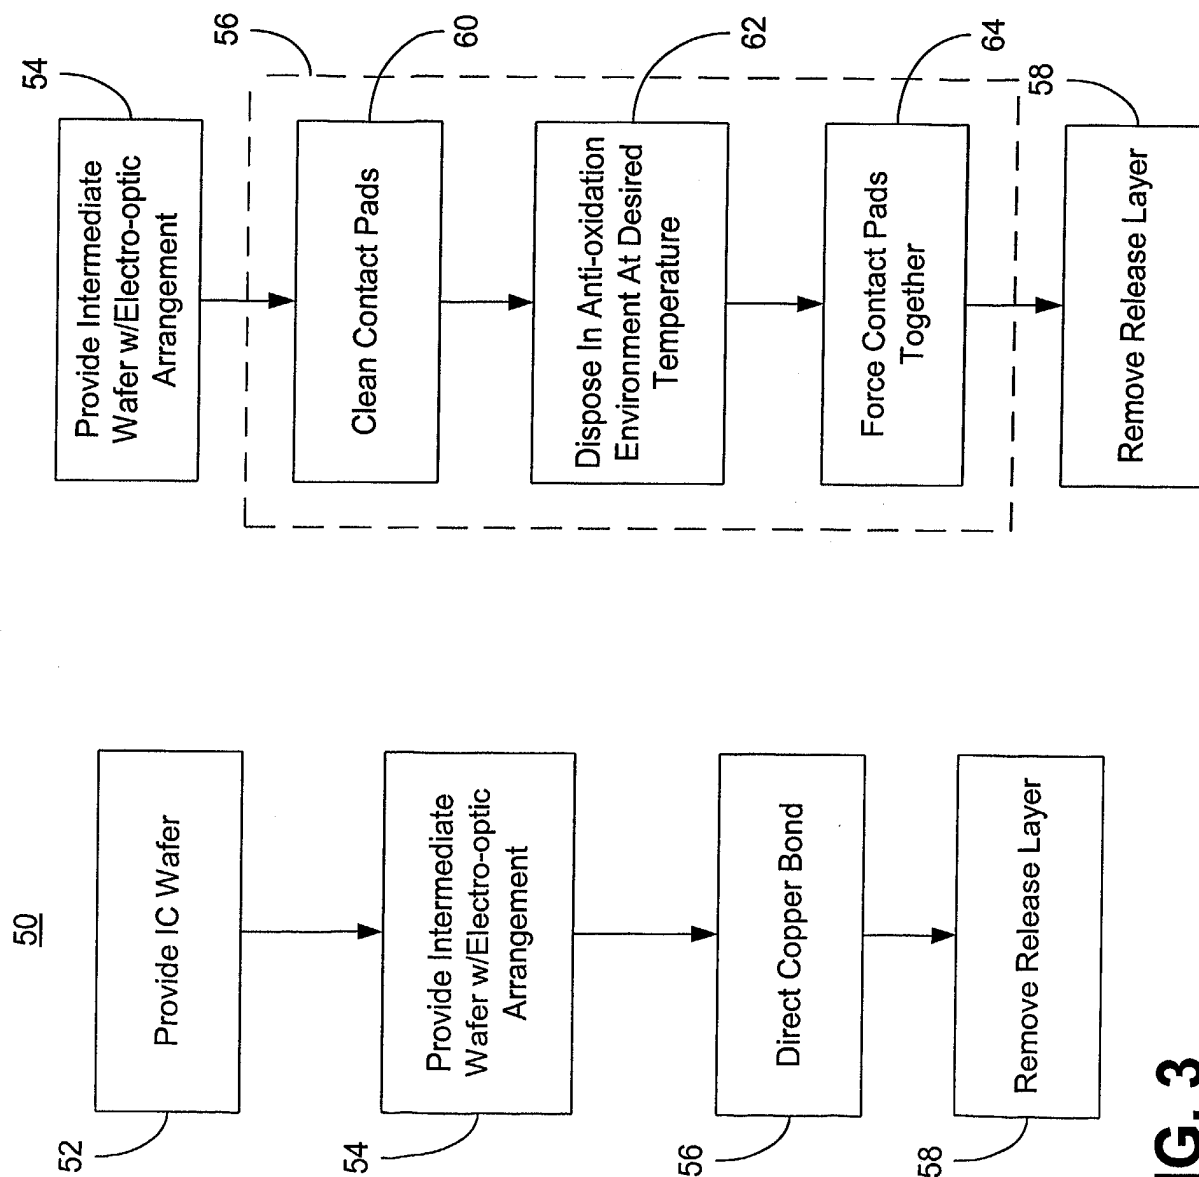 50
52
Provide IC Wafer
54
Provide Intermediate
Wafer w/Electro-optic
Arrangement
56
Direct Copper Bond
58
Remove Release Layer
54
Provide Intermediate
Wafer w/Electro-optic
Arrangement
56
60
Clean Contact Pads
62
Dispose In Anti-oxidation
Environment At Desired
Temperature
64
Force Contact Pads
Together
58
Remove Release Layer
IG. 3